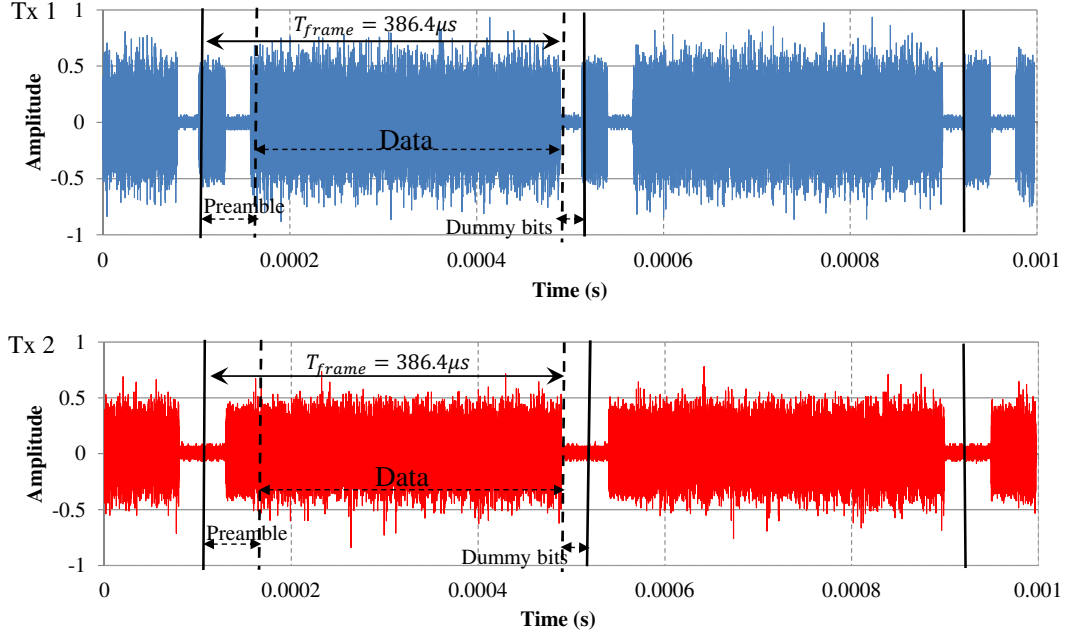 Tx 1
1
T_frame = 386.4μs
0.5
Amplitude
0
Data
-0.5
Preamble
Dummy bits
-1
0 0.0002 0.0004 0.0006 0.0008 0.001
Time (s)
Tx 2
1
T_frame = 386.4μs
0.5
Amplitude
0
Data
-0.5
Preamble
Dummy bits
-1
0 0.0002 0.0004 0.0006 0.0008 0.001
Time (s)